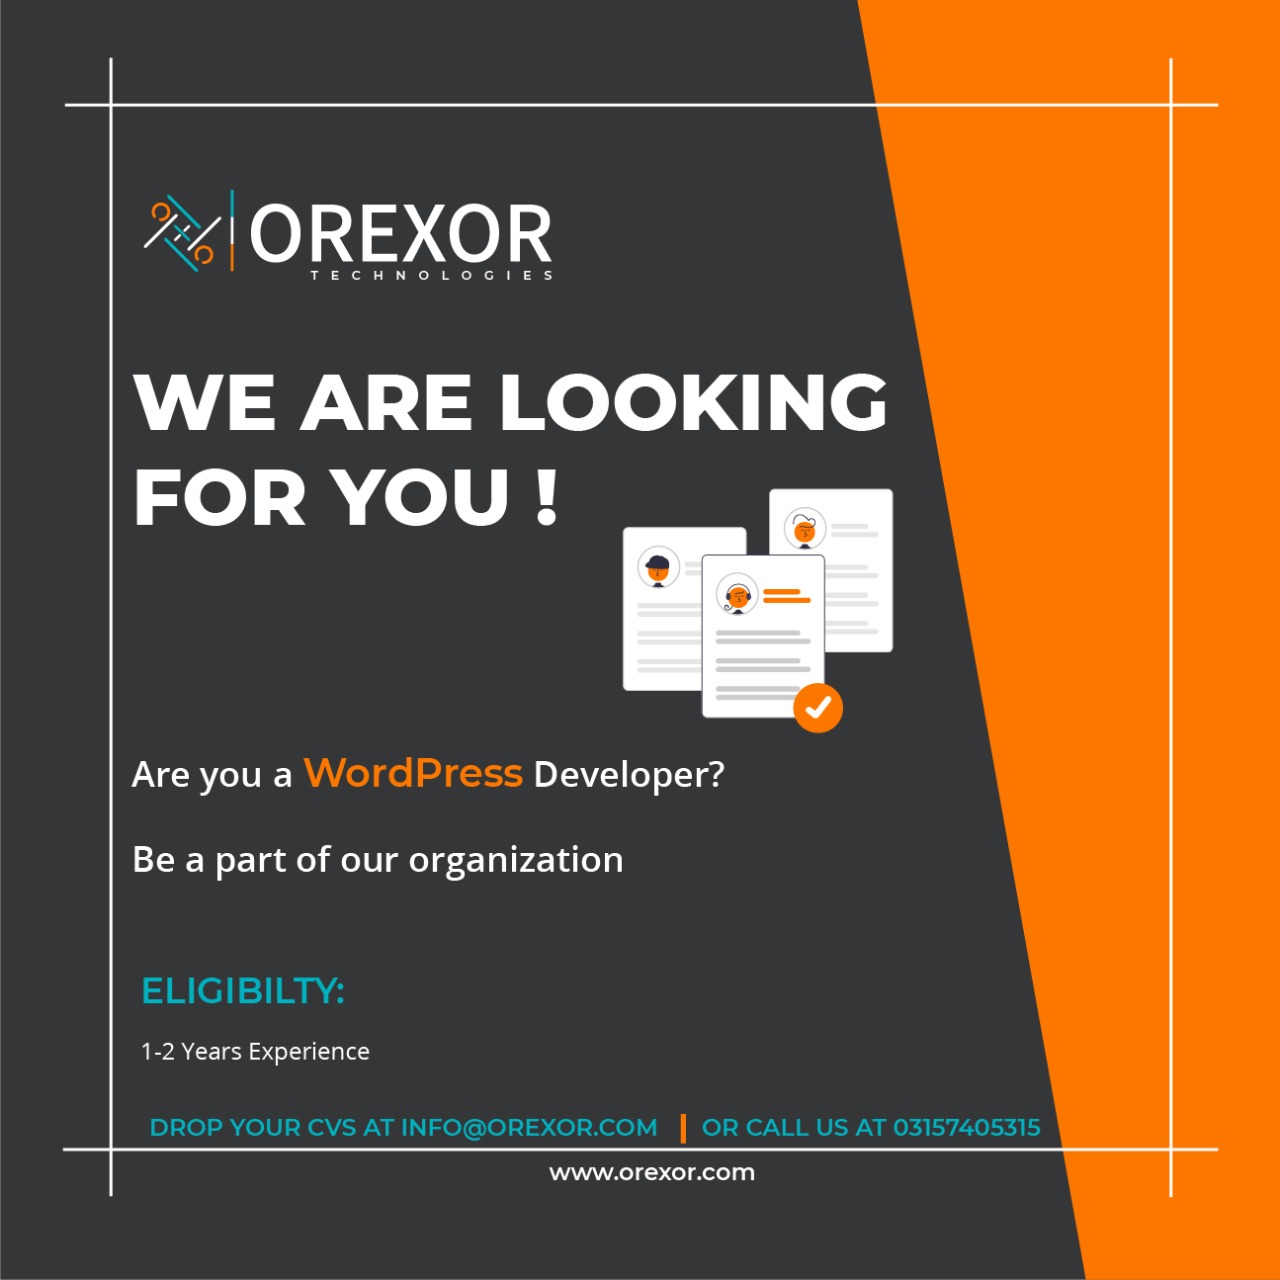 OREXOR
TECHNOLOGIES
WE ARE LOOKING
FOR YOU !
Are you a WordPress Developer?
Be a part of our organization
ELIGIBILTY:
1-2 Years Experience
DROP YOUR CVS AT INFO@OREXOR.COM | OR CALL US AT 03157405315
www.orexor.com